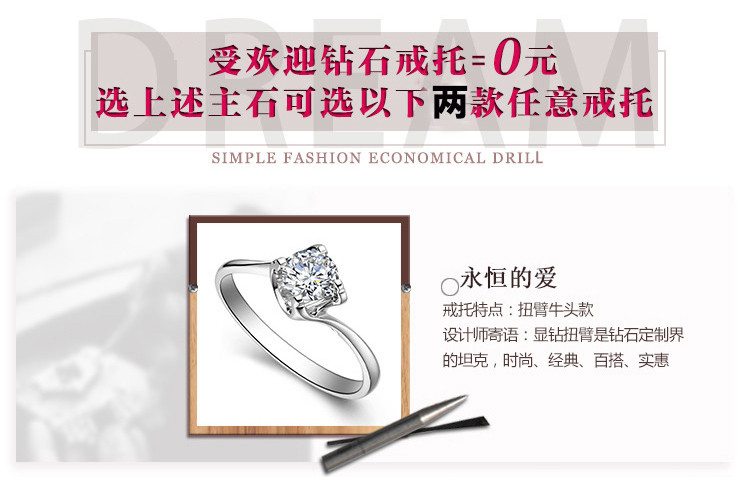 DREAM
受欢迎钻石戒托=0元
选上述主石可选以下两款任意戒托
SIMPLE FASHION ECONOMICAL DRILL
永恒的爱
戒托特点：扭臂牛头款
设计师寄语：显钻扭臂是钻石定制界
的坦克，时尚、经典、百搭、实惠